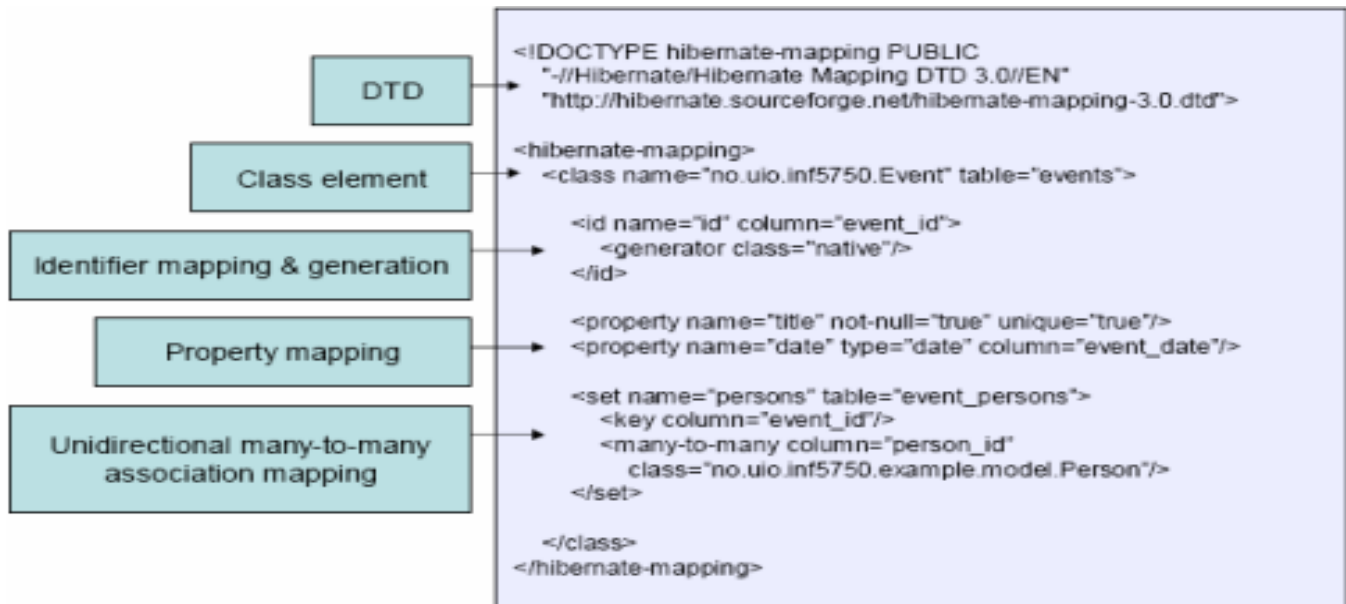 DTD
Class element
Identifier mapping & generation
Property mapping
Unidirectional many-to-many
association mapping
<!DOCTYPE hibernate-mapping PUBLIC
"-//Hibernate/Hibernate Mapping DTD 3.0//EN"
"http://hibernate.sourceforge.net/hibernate-mapping-3.0.dtd">
<hibernate-mapping>
<class name="no.uio.inf5750.Event" table="events">
<id name="id" column="event_id">
<generator class="native"/>
</id>
<property name="title" not-null="true" unique="true"/>
<property name="date" type="date" column="event_date"/>
<set name="persons" table="event_persons">
<key column="event_id"/>
<many-to-many column="person_id"
class="no.uio.inf5750.example.model.Person"/>
</set>
</class>
</hibernate-mapping>